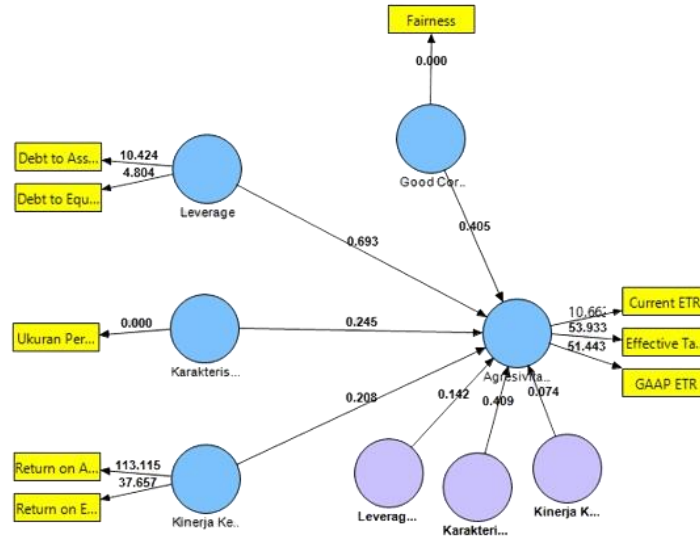 Fairness
0.000
Good Cor..
Debt to Ass...
10.424
Debt to Equ...
4.804
Leverage
0.693
0.405
Ukuran Per...
0.000
Karakteris...
0.245
Current ETR
10.66
Effective Ta..
53.933
GAAP ETR
51.443
Agresivita..
0.208
0.142
0.409
0.074
Return on A...
113.115
Return on E...
37.657
Kinerja Ke..
Leverag...
Karakteri...
Kinerja K...